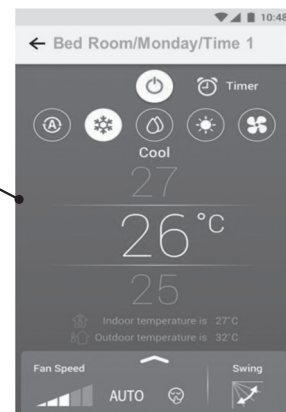 10:48
← Bed Room/Monday/Time 1
Timer
A
Cool
27
26°C
25
Indoor temperature is 27°C
Outdoor temperature is 32°C
Fan Speed
Swing
AUTO